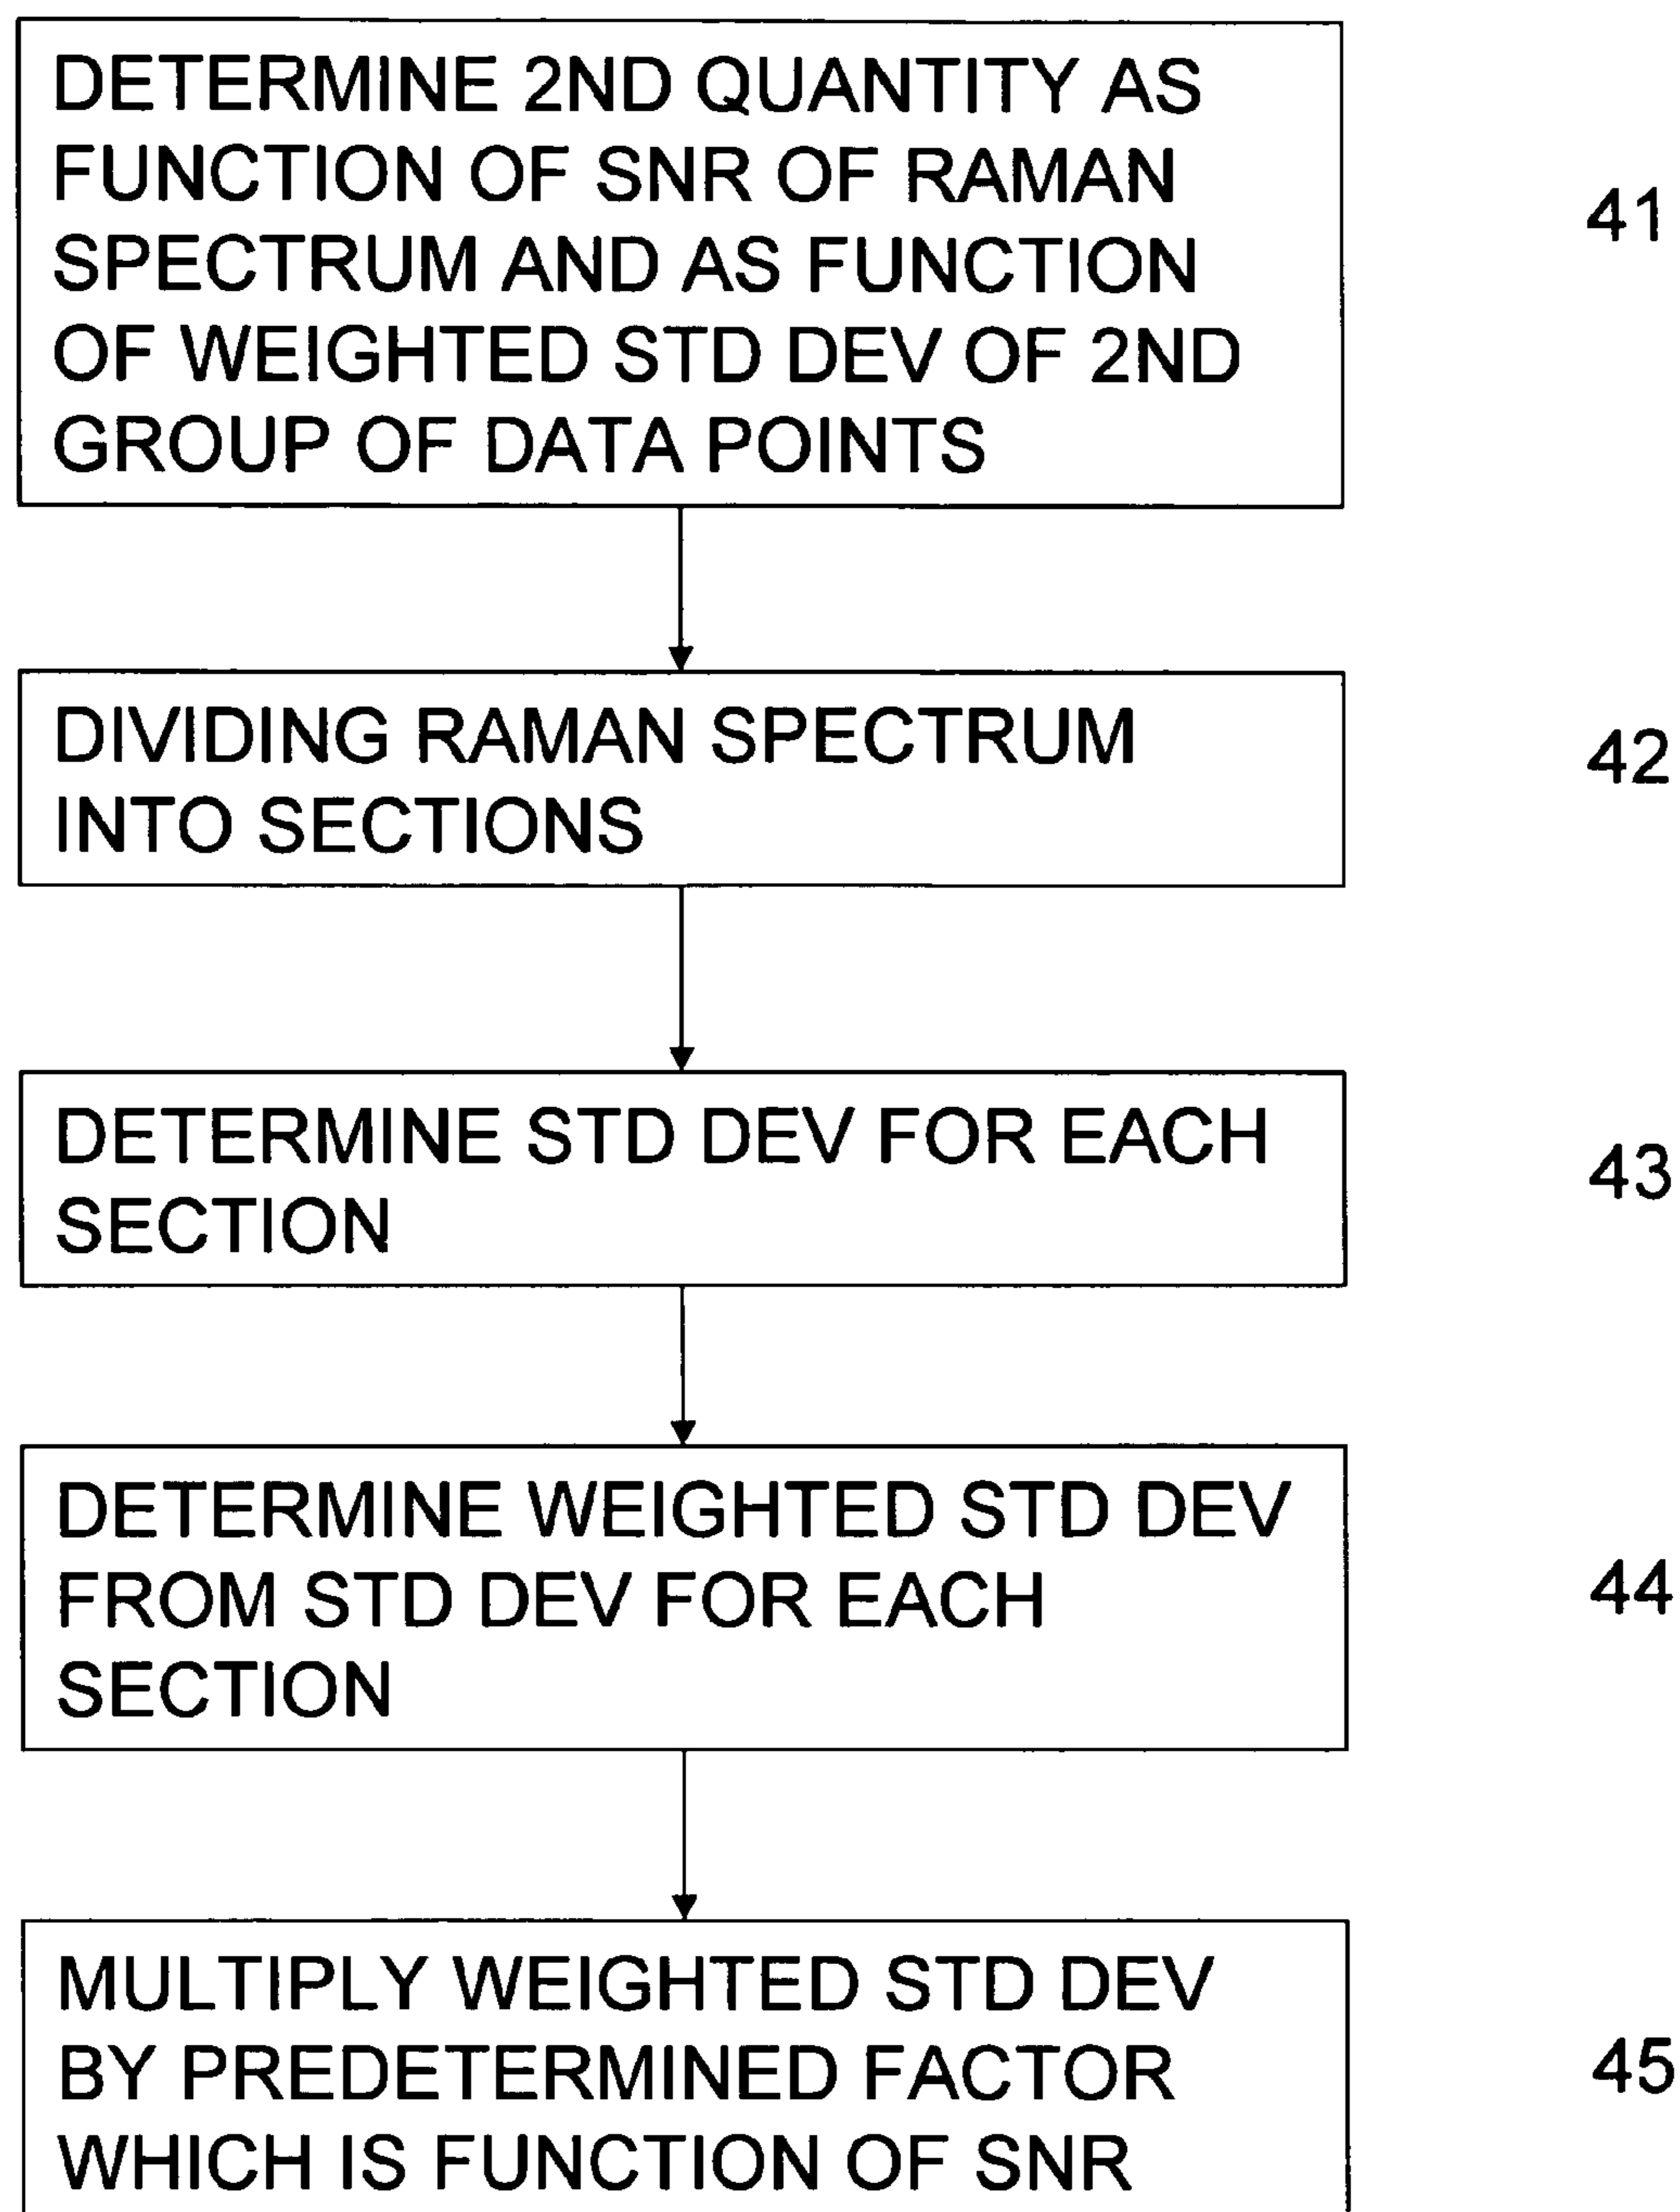 DETERMINE 2ND QUANTITY AS
FUNCTION OF SNR OF RAMAN
SPECTRUM AND AS FUNCTION
OF WEIGHTED STD DEV OF 2ND
GROUP OF DATA POINTS
41
DIVIDING RAMAN SPECTRUM
INTO SECTIONS
42
DETERMINE STD DEV FOR EACH
SECTION
43
DETERMINE WEIGHTED STD DEV
FROM STD DEV FOR EACH
SECTION
44
MULTIPLY WEIGHTED STD DEV
BY PREDETERMINED FACTOR
WHICH IS FUNCTION OF SNR
45